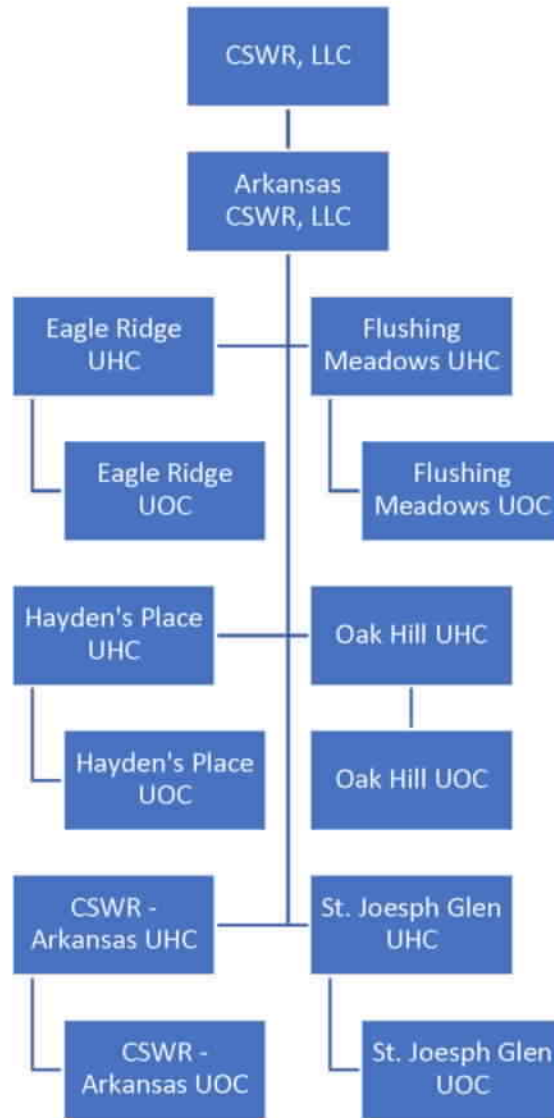 CSWR, LLC
Arkansas
CSWR, LLC
Eagle Ridge
UHC
Flushing
Meadows UHC
Eagle Ridge
UOC
Flushing
Meadows UOC
Hayden's Place
UHC
Oak Hill UHC
Hayden's Place
UOC
Oak Hill UOC
CSWR -
Arkansas UHC
St. Joesph Glen
UHC
CSWR -
Arkansas UOC
St. Joesph Glen
UOC